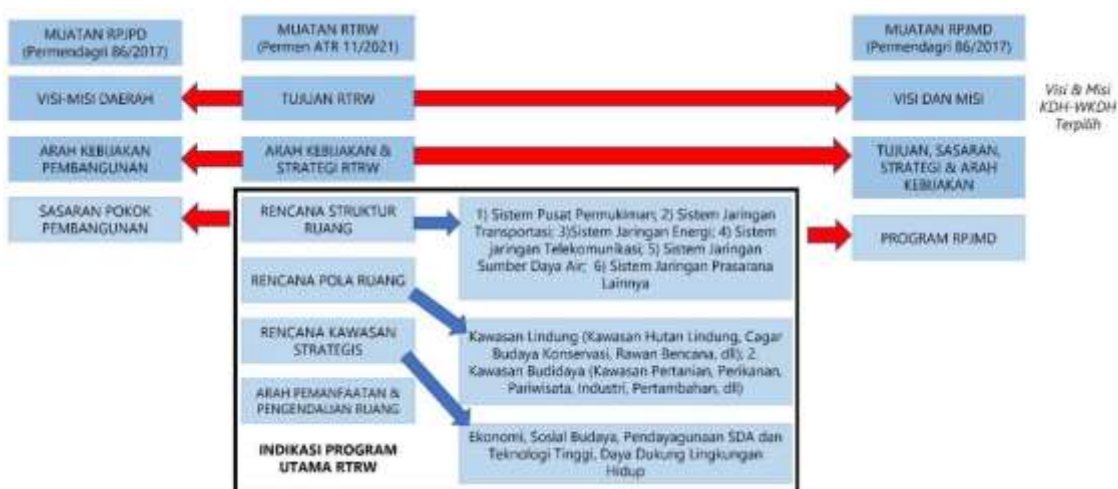 MUATAN RPJPD
(Permendagri 86/2017)
MUATAN RTRW
(Permen ATR 11/2021)
MUATAN RPJMD
(Permendagri 86/2017)
VISI-MISI DAERAH
TUJUAN RTRW
VISI DAN MISI
Visi & Misi
KDH-WKDH
Terpilih
ARAH KEBIJAKAN
PEMBANGUNAN
ARAH KEBIJAKAN &
STRATEGI RTRW
TUJUAN, SASARAN,
STRATEGI & ARAH
KEBIJAKAN
SASARAN POKOK
PEMBANGUNAN
RENCANA STRUKTUR
RUANG
1) Sistem Pusat Permukiman; 2) Sistem Jaringan
Transportasi; 3)Sistem Jaringan Energi; 4) Sistem
jaringan Telekomunikasi; 5) Sistem Jaringan
Sumber Daya Air; 6) Sistem Jaringan Prasarana
Lainnya
PROGRAM RPJMD
RENCANA POLA RUANG
RENCANA KAWASAN
STRATEGIS
Kawasan Lindung (Kawasan Hutan Lindung, Cagar
Budaya Konservasi, Rawan Bencana, dll); 2.
Kawasan Budidaya (Kawasan Pertanian, Perikanan,
Pariwisata, Industri, Pertambahan, dll)
ARAH PEMANFAATAN &
PENGENDALIAN RUANG
INDIKASI PROGRAM
UTAMA RTRW
Ekonomi, Sosial Budaya, Pendayagunaan SDA dan
Teknologi Tinggi, Daya Dukung Lingkungan
Hidup